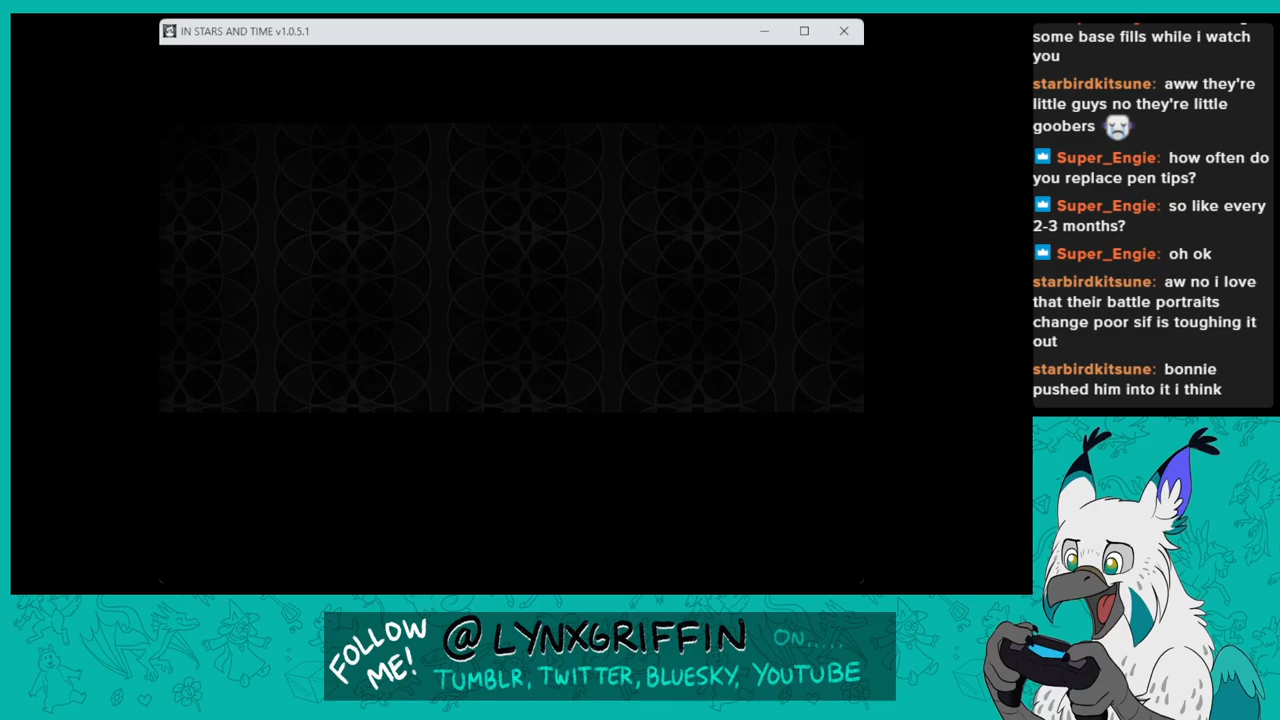 IN STARS AND TIME v1.0.5.1
some base fills while i watch
you
starbirdkitsune: aww they're
little guys no they're little
goobers
Super_Engie: how often do
you replace pen tips?
Super_Engie: so like every
2-3 months?
Super_Engie: oh ok
starbirdkitsune: aw no i love
that their battle portraits
change poor sif is toughing it
out
starbirdkitsune: bonnie
pushed him into it i think
FOLLOW
ME!
@LYNXGRIFFIN ON.....
TUMBLR, TWITTER, BLUESKY, YOUTUBE